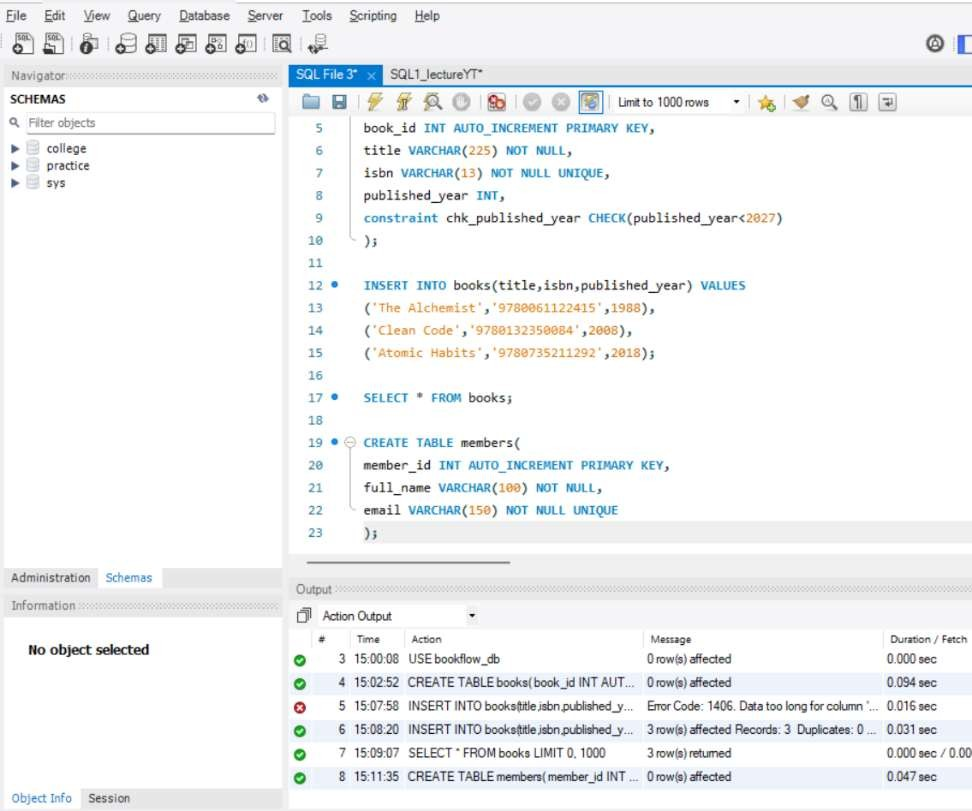 File Edit View Query Database Server Tools Scripting Help
SQL SQL
Navigator
SCHEMAS
Filter objects
college
practice
sys
Administration Schemas
Information
No object selected
Object Info Session
SQL File 3* × SQL1_lectureYT*
Limit to 1000 rows
5 book_id INT AUTO_INCREMENT PRIMARY KEY,
6 title VARCHAR(225) NOT NULL,
7 isbn VARCHAR(13) NOT NULL UNIQUE,
8 published_year INT,
9 constraint chk_published_year CHECK(published_year<2027)
10 );
11
12 INSERT INTO books(title,isbn,published_year) VALUES
13 ('The Alchemist','9780061122415',1988),
14 ('Clean Code','9780132350084',2008),
15 ('Atomic Habits','9780735211292',2018);
16
17 SELECT * FROM books;
18
19 CREATE TABLE members(
20 member_id INT AUTO_INCREMENT PRIMARY KEY,
21 full_name VARCHAR(100) NOT NULL,
22 email VARCHAR(150) NOT NULL UNIQUE
23 );
Output
Action Output
# Time Action Message Duration / Fetch
3 15:00:08 USE bookflow_db 0 row(s) affected 0.000 sec
4 15:02:52 CREATE TABLE books( book_id INT AUT... 0 row(s) affected 0.094 sec
5 15:07:58 INSERT INTO books(title,isbn,published_y... Error Code: 1406. Data too long for column '... 0.016 sec
6 15:08:20 INSERT INTO books(title,isbn,published_y... 3 row(s) affected Records: 3 Duplicates: 0 ... 0.031 sec
7 15:09:07 SELECT * FROM books LIMIT 0, 1000 3 row(s) returned 0.000 sec / 0.00
8 15:11:35 CREATE TABLE members( member_id INT ... 0 row(s) affected 0.047 sec